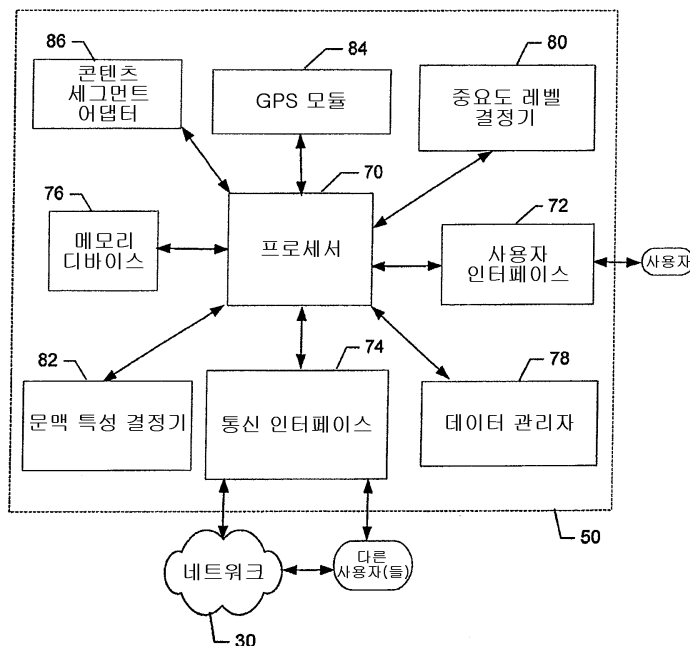 86
콘텐츠
세그먼트
어댑터
84
GPS 모듈
80
중요도 레벨
결정기
76
메모리
디바이스
70
프로세서
72
사용자
인터페이스
사용자
82
문맥 특성 결정기
74
통신 인터페이스
78
데이터 관리자
50
네트워크
30
다른
사용자(들)